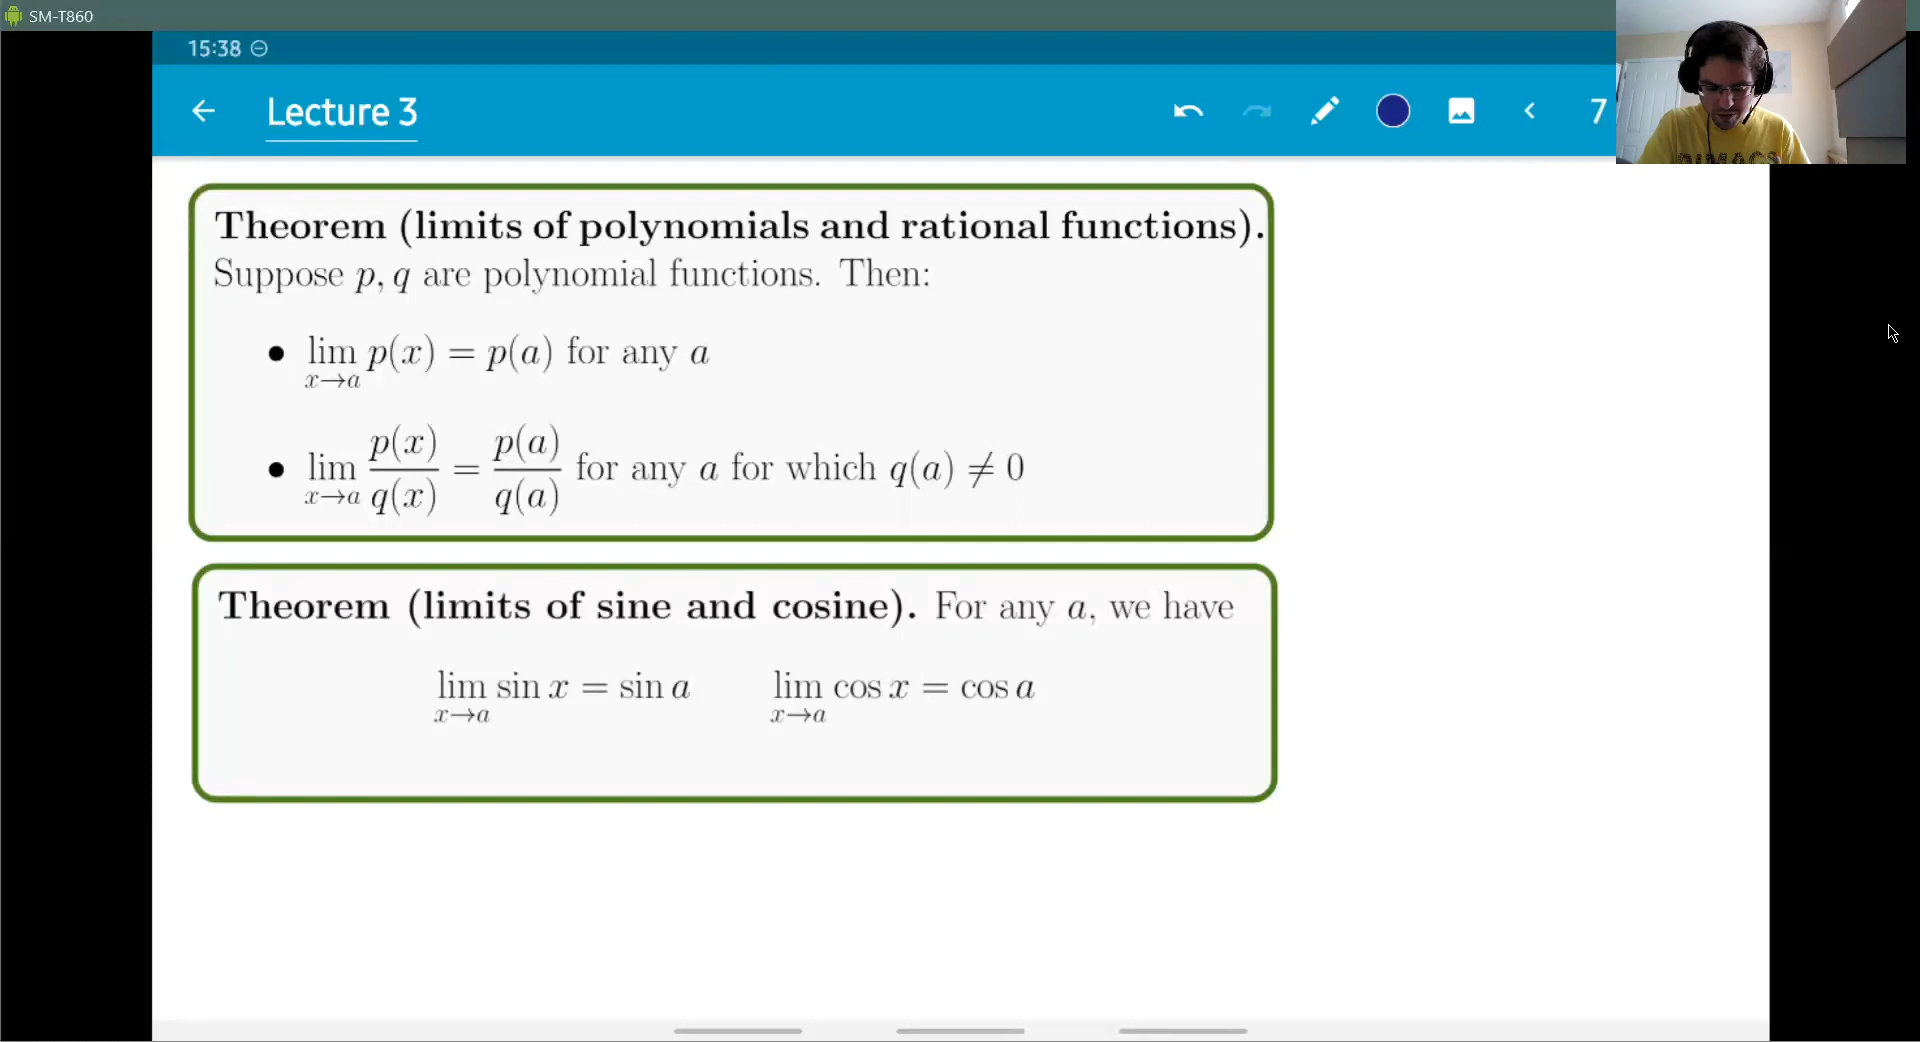 SM-T860
15:38
Lecture 3
7
Theorem (limits of polynomials and rational functions).
Suppose p, q are polynomial functions. Then:
• lim_{x→a} p(x) = p(a) for any a
• lim_{x→a} p(x)/q(x) = p(a)/q(a) for any a for which q(a) ≠ 0
Theorem (limits of sine and cosine). For any a, we have
lim_{x→a} sin x = sin a lim_{x→a} cos x = cos a